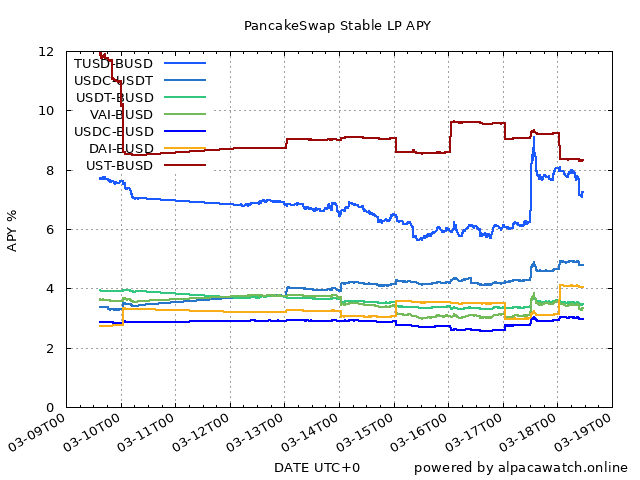 PancakeSwap Stable LP APY
12
10
8
6
4
2
0
APY %
TUSD-BUSD
USDC-USDT
USDT-BUSD
VAI-BUSD
USDC-BUSD
DAI-BUSD
UST-BUSD
03-09T00
03-10T00
03-11T00
03-12T00
03-13T00
03-14T00
03-15T00
03-16T00
03-17T00
03-18T00
03-19T00
DATE UTC+0
powered by alpacawatch.online